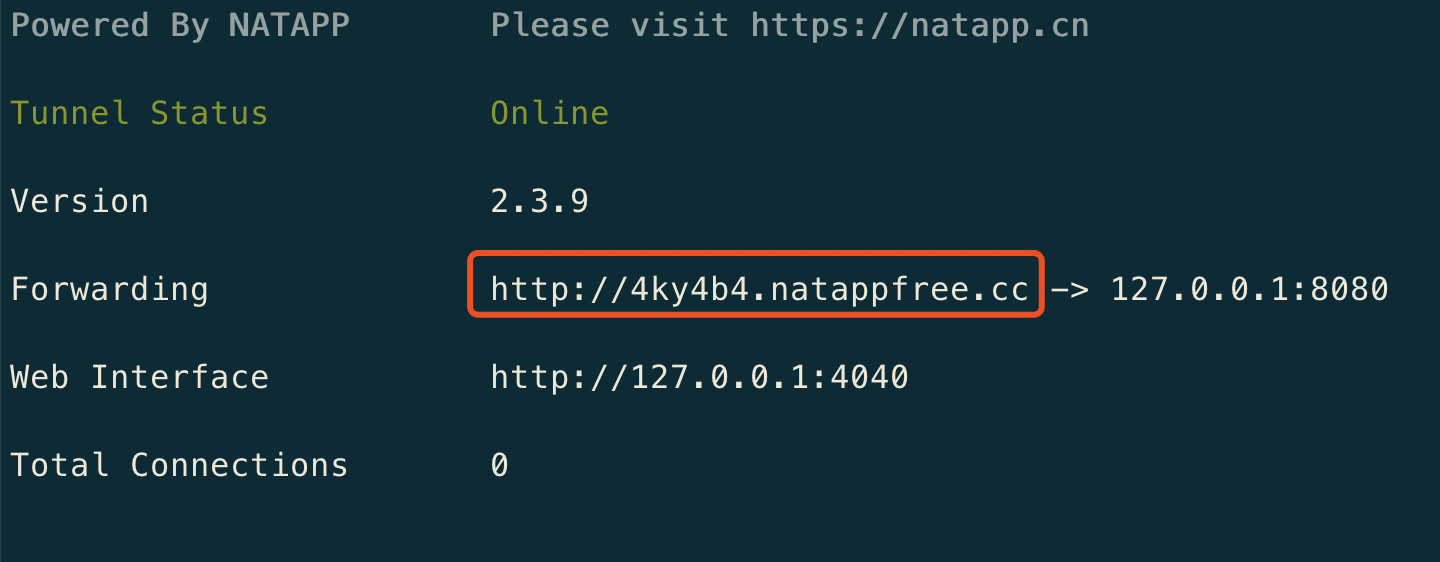 Powered By NATAPP Please visit https://natapp.cn
Tunnel Status Online
Version 2.3.9
Forwarding http://4ky4b4.natappfree.cc -> 127.0.0.1:8080
Web Interface http://127.0.0.1:4040
Total Connections 0